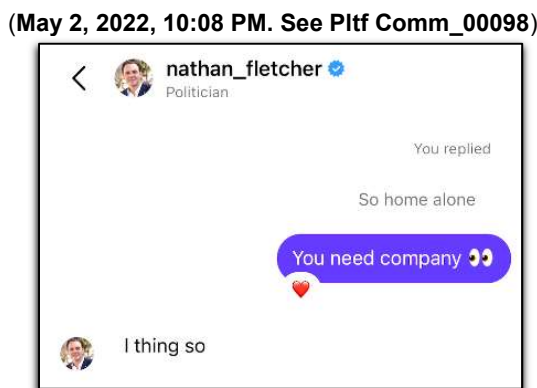 (May 2, 2022, 10:08 PM. See Pltf Comm_00098)
nathan_fletcher
Politician
You replied
So home alone
You need company 👀
❤️
I thing so